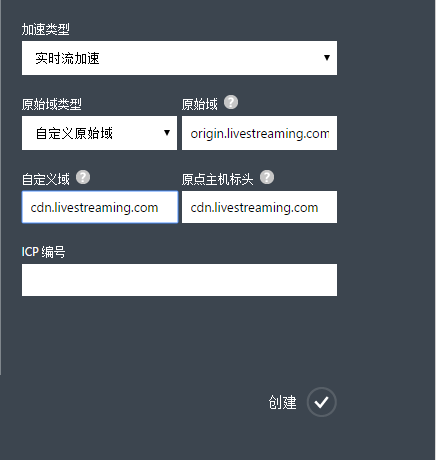 加速类型
实时流加速
原始域类型 原始域 ?
自定义原始域 origin.livestreaming.com
自定义域 ? 原点主机标头 ?
cdn.livestreaming.com cdn.livestreaming.com
ICP 编号
创建